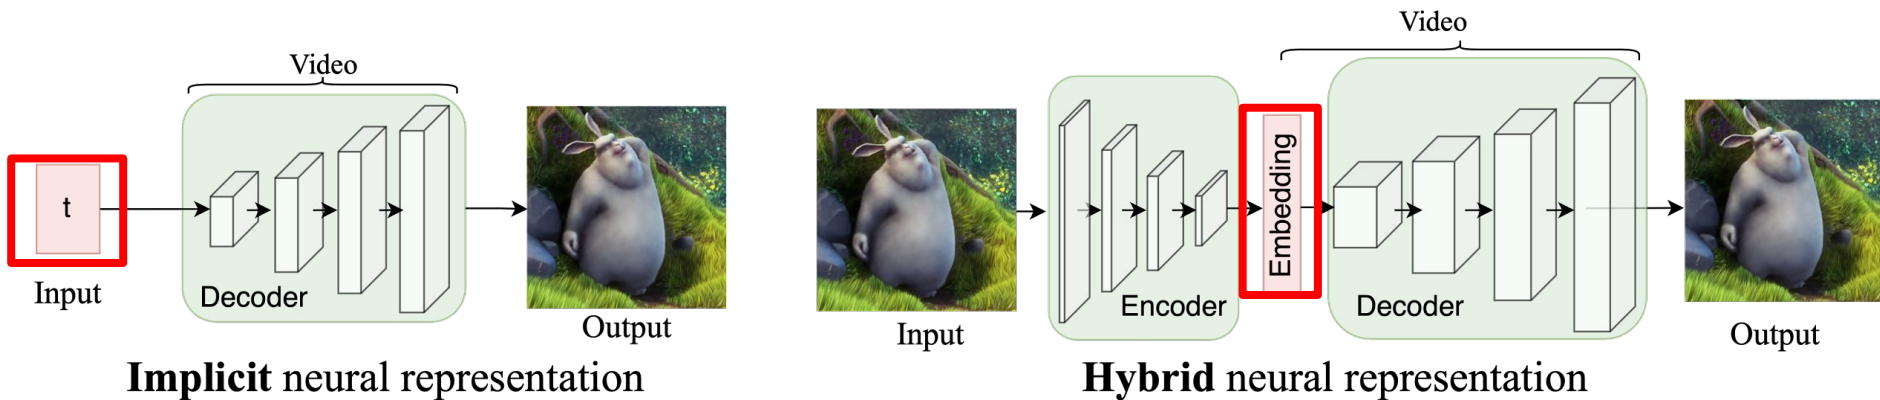 Video
t
Input
Decoder
Output
Implicit neural representation
Video
Input
Encoder
Embedding
Decoder
Output
Hybrid neural representation